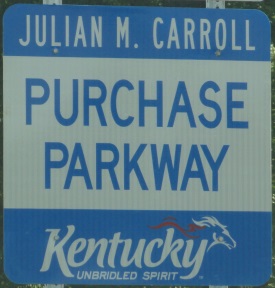 JULIAN M. CARROLL
PURCHASE
PARKWAY
Kentucky
UNBRIDLED SPIRIT